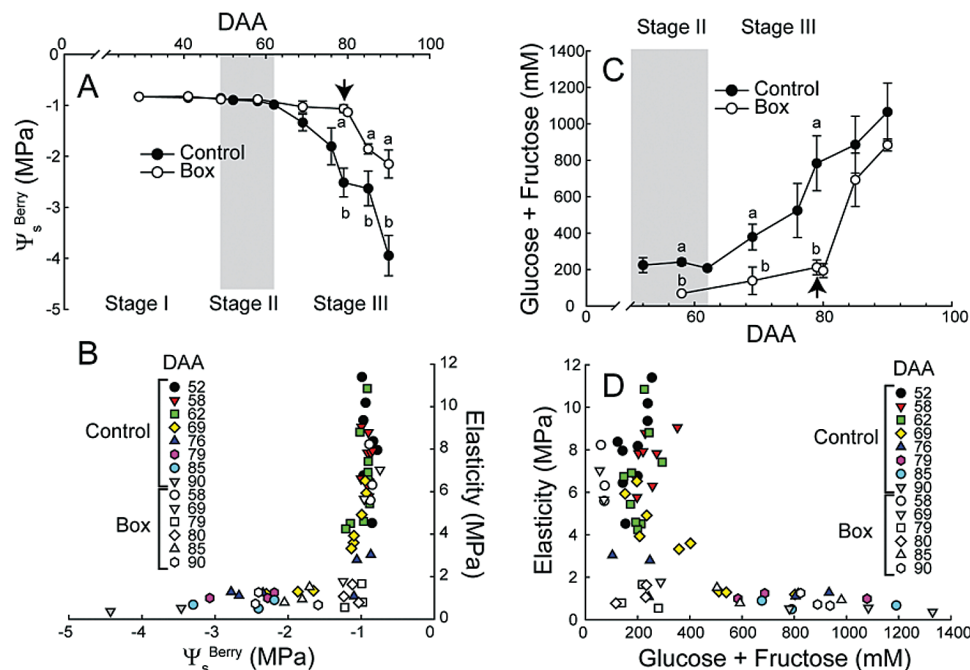 DAA
0 20 40 60 80 100
0
-1
-2
-3
-4
-5
Ψs Berry (MPa)
A
Control
Box
a
a
a
b
b
b
Stage I
Stage II
Stage III
Stage II
Stage III
1400
1200
1000
800
600
400
200
0
Glucose + Fructose (mM)
C
Control
Box
a
a
a
b
b
b
0 60 80 100
DAA
B
DAA
Control
52
58
62
69
76
79
85
90
Box
58
69
79
80
85
90
12
10
8
6
4
2
0
Elasticity (MPa)
-5 -4 -3 -2 -1 0
Ψs Berry (MPa)
D
12
10
8
6
4
2
0
Elasticity (MPa)
DAA
Control
52
58
62
69
76
79
85
90
Box
58
69
79
80
85
90
0 200 400 600 800 1000 1200 1400
Glucose + Fructose (mM)